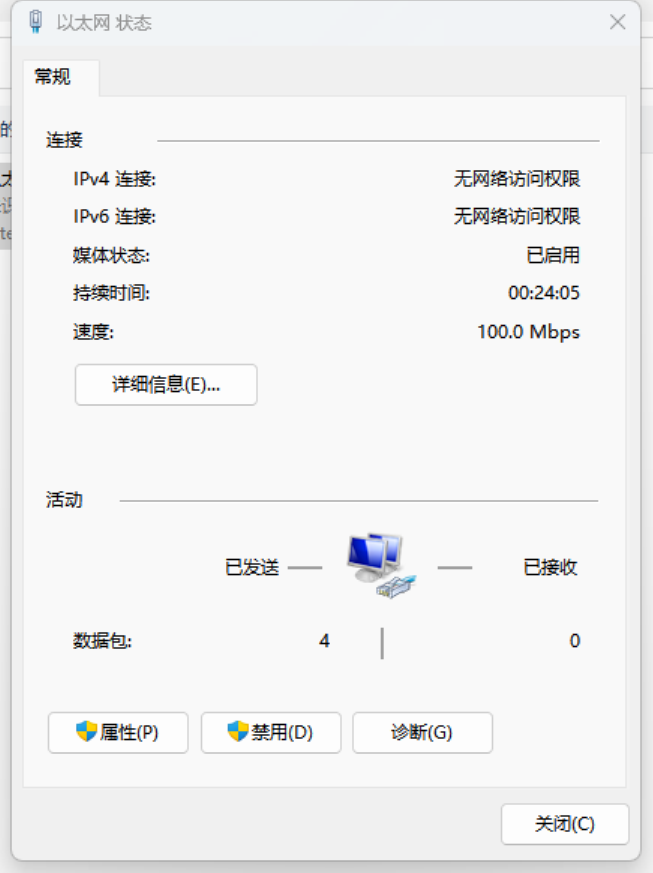 以太网 状态
常规
连接
IPv4 连接: 无网络访问权限
IPv6 连接: 无网络访问权限
媒体状态: 已启用
持续时间: 00:24:05
速度: 100.0 Mbps
详细信息(E)...
活动
已发送 — — 已接收
数据包: 4 0
属性(P) 禁用(D) 诊断(G)
关闭(C)